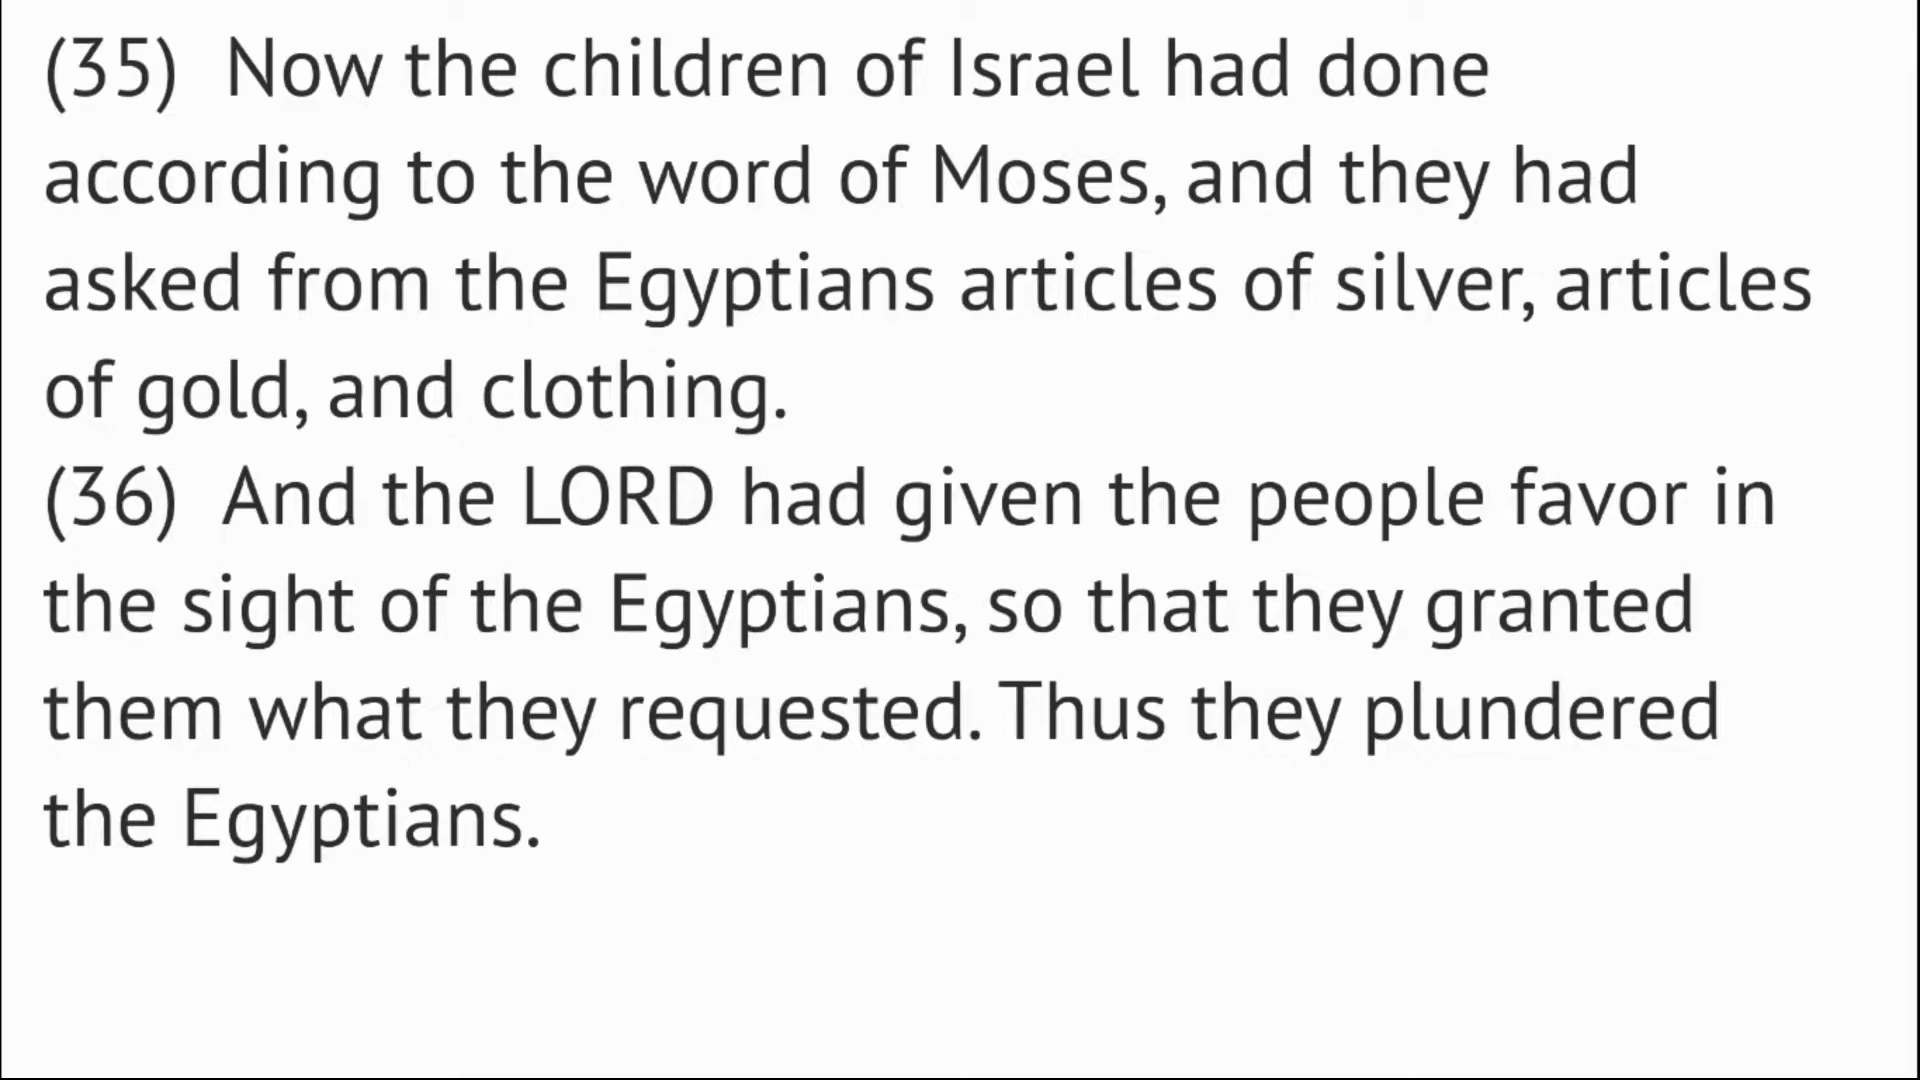 (35) Now the children of Israel had done
according to the word of Moses, and they had
asked from the Egyptians articles of silver, articles
of gold, and clothing.
(36) And the LORD had given the people favor in
the sight of the Egyptians, so that they granted
them what they requested. Thus they plundered
the Egyptians.